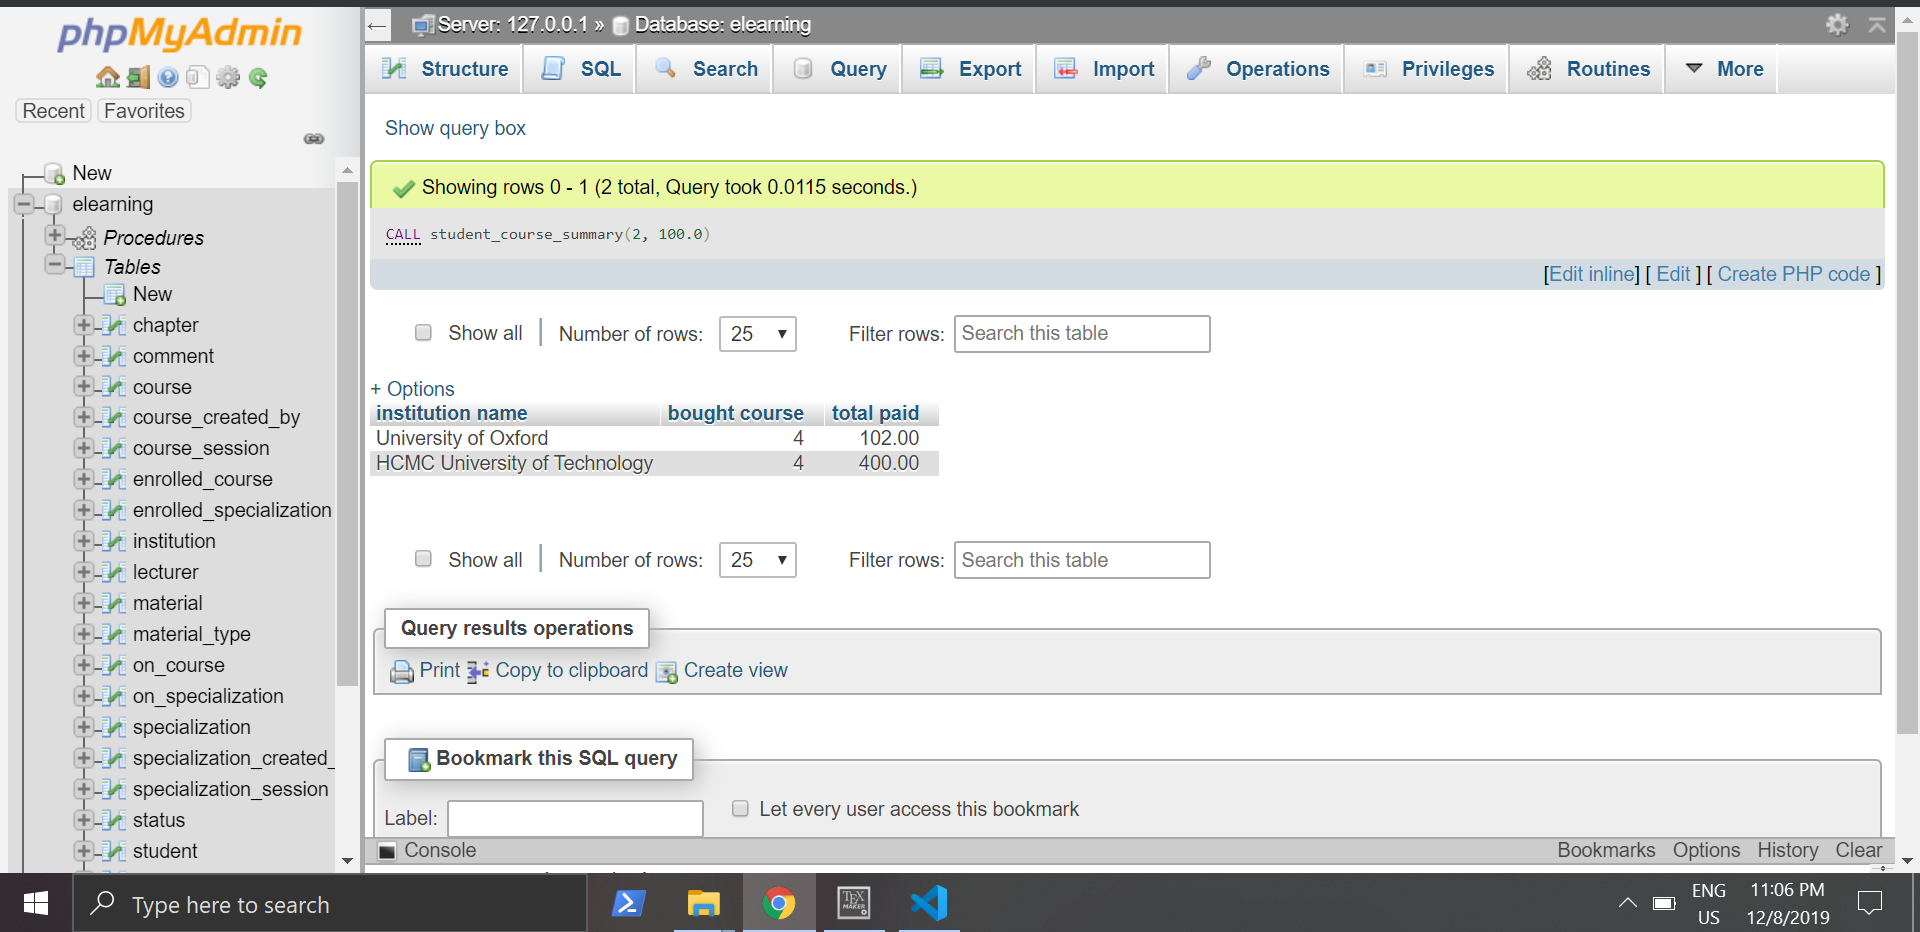 phpMyAdmin
Recent
Favorites
New
elearning
Procedures
Tables
New
chapter
comment
course
course_created_by
course_session
enrolled_course
enrolled_specialization
institution
lecturer
material
material_type
on_course
on_specialization
specialization
specialization_created_
specialization_session
status
student
← Server: 127.0.0.1 » Database: elearning
Structure SQL Search Query Export Import Operations Privileges Routines More
Show query box
Showing rows 0 - 1 (2 total, Query took 0.0115 seconds.)
CALL student_course_summary(2, 100.0)
[Edit inline] [ Edit ] [ Create PHP code ]
Show all | Number of rows: 25 Filter rows: Search this table
+ Options
institution name bought course total paid
University of Oxford 4 102.00
HCMC University of Technology 4 400.00
Show all | Number of rows: 25 Filter rows: Search this table
Query results operations
Print Copy to clipboard Create view
Bookmark this SQL query
Label: Let every user access this bookmark
Console Bookmarks Options History Clear
Type here to search
TEX
MAKER
ENG
US
11:06 PM
12/8/2019